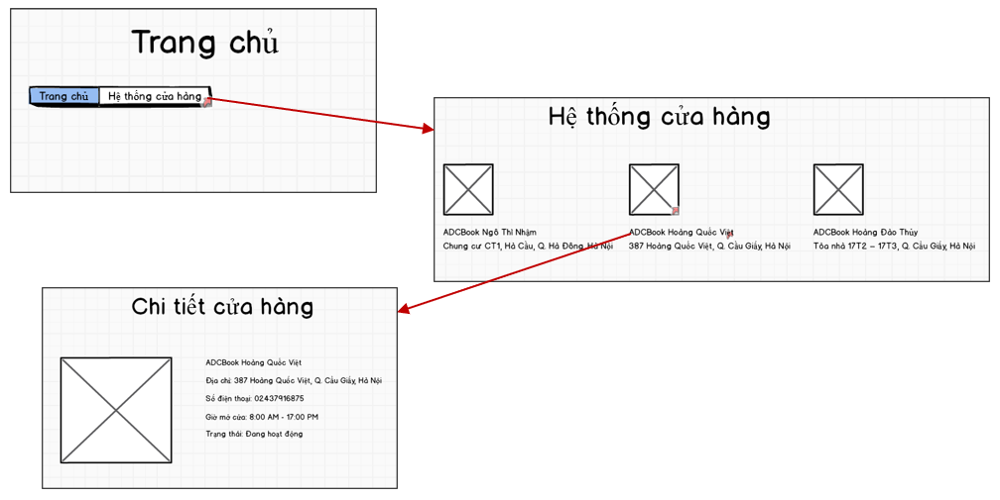 Trang chủ
Trang chủ
Hệ thống cửa hàng
Hệ thống cửa hàng
ADCBook Ngô Thì Nhậm
Chung cư CT1, Hà Cầu, Q. Hà Đông, Hà Nội
ADCBook Hoàng Quốc Việt
387 Hoàng Quốc Việt, Q. Cầu Giấy, Hà Nội
ADCBook Hoàng Đào Thúy
Tòa nhà 17T2 – 17T3, Q. Cầu Giấy, Hà Nội
Chi tiết cửa hàng
ADCBook Hoàng Quốc Việt
Địa chỉ: 387 Hoàng Quốc Việt, Q. Cầu Giấy, Hà Nội
Số điện thoại: 02437916875
Giờ mở cửa: 8:00 AM - 17:00 PM
Trạng thái: Đang hoạt động